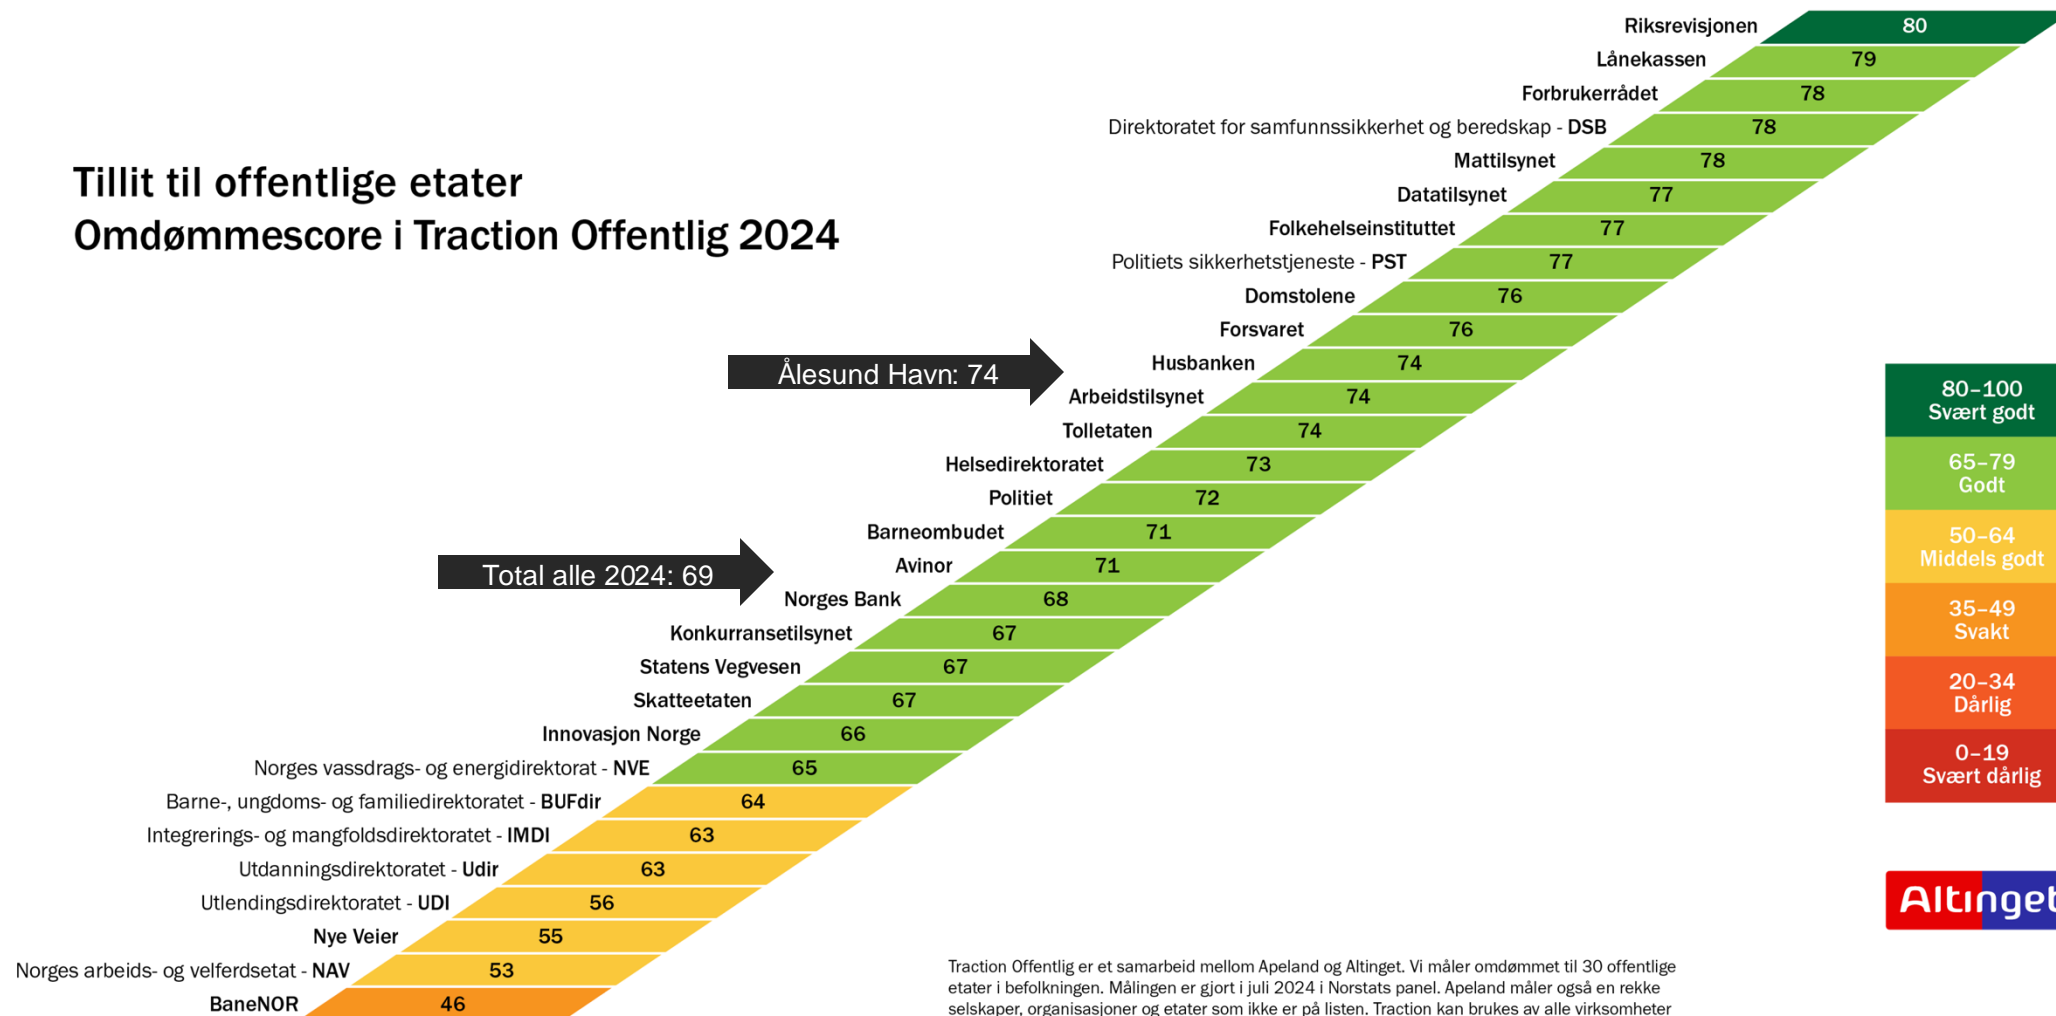 Tillit til offentlige etater
Omdømmescore i Traction Offentlig 2024
Riksrevisjonen 80
Lånekassen 79
Forbrukerrådet 78
Direktoratet for samfunnssikkerhet og beredskap - DSB 78
Mattilsynet 78
Datatilsynet 77
Folkehelseinstituttet 77
Politiets sikkerhetstjeneste - PST 77
Domstolene 76
Forsvaret 76
Husbanken 74
Ålesund Havn: 74
Arbeidstilsynet 74
Tolletaten 74
Helsedirektoratet 73
Politiet 72
Barneombudet 71
Avinor 71
Total alle 2024: 69
Norges Bank 68
Konkurransetilsynet 67
Statens Vegvesen 67
Skatteetaten 67
Innovasjon Norge 66
Norges vassdrags- og energidirektorat - NVE 65
Barne-, ungdoms- og familiedirektoratet - BUFdir 64
Integrerings- og mangfoldsdirektoratet - IMDI 63
Utdanningsdirektoratet - Udir 63
Utlendingsdirektoratet - UDI 56
Nye Veier 55
Norges arbeids- og velferdsetat - NAV 53
BaneNOR 46
80–100
Svært godt
65–79
Godt
50–64
Middels godt
35–49
Svakt
20–34
Dårlig
0–19
Svært dårlig
Altinget
Traction Offentlig er et samarbeid mellom Apeland og Altinget. Vi måler omdømmet til 30 offentlige
etater i befolkningen. Målingen er gjort i juli 2024 i Norstats panel. Apeland måler også en rekke
selskaper, organisasjoner og etater som ikke er på listen. Traction kan brukes av alle virksomheter